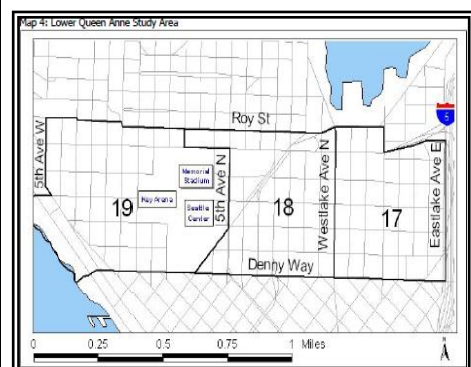 Map 4: Lower Queen Anne Study Area
Roy St
5
5th Ave W
19
Key Arena
Memorial
Stadium
Seattle
Center
5th Ave N
18
Westlake Ave N
17
Eastlake Ave E
Denny Way
0 0.25 0.5 0.75 1 Miles
N